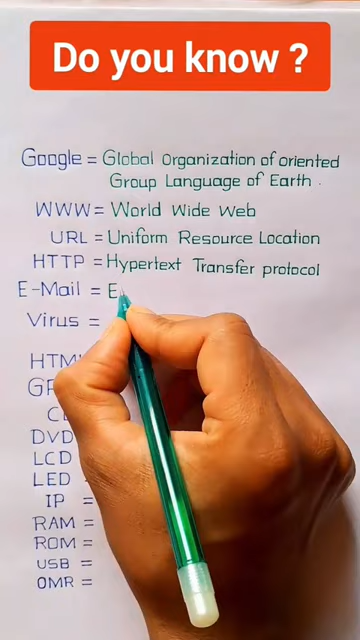 Do you know ?
Google = Global Organization of oriented
Group Language of Earth .
WWW = World Wide Web
URL = Uniform Resource Location
HTTP = Hypertext Transfer protocol
E-Mail = E
Virus =
HTM
GP
C
DVD
LCD
LED
IP =
RAM =
ROM =
USB =
OMR =